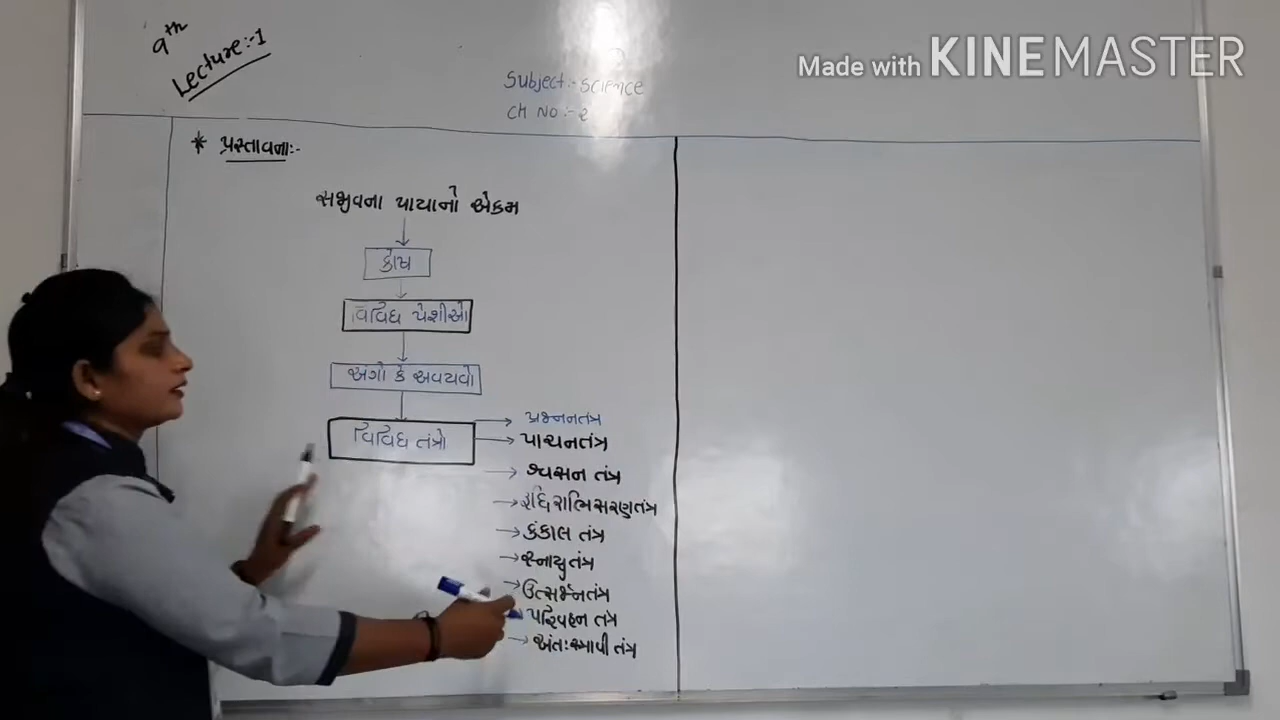 9th
Lecture:-1
Made with KINEMASTER
Subject:- Science
CH NO:- ૨
* પ્રસ્તાવના:-
સજીવના પાયાનો એકમ
કોષ
વિવિધ પેશીઓ
અંગો કે અવયવો
વિવિધ તંત્રો
પ્રજનનતંત્ર
પાચનતંત્ર
શ્વસન તંત્ર
રુધિરાભિસરણતંત્ર
કંકાલ તંત્ર
સ્નાયુતંત્ર
ઉત્સર્જનતંત્ર
પરિવહન તંત્ર
અંતઃસ્ત્રાવી તંત્ર